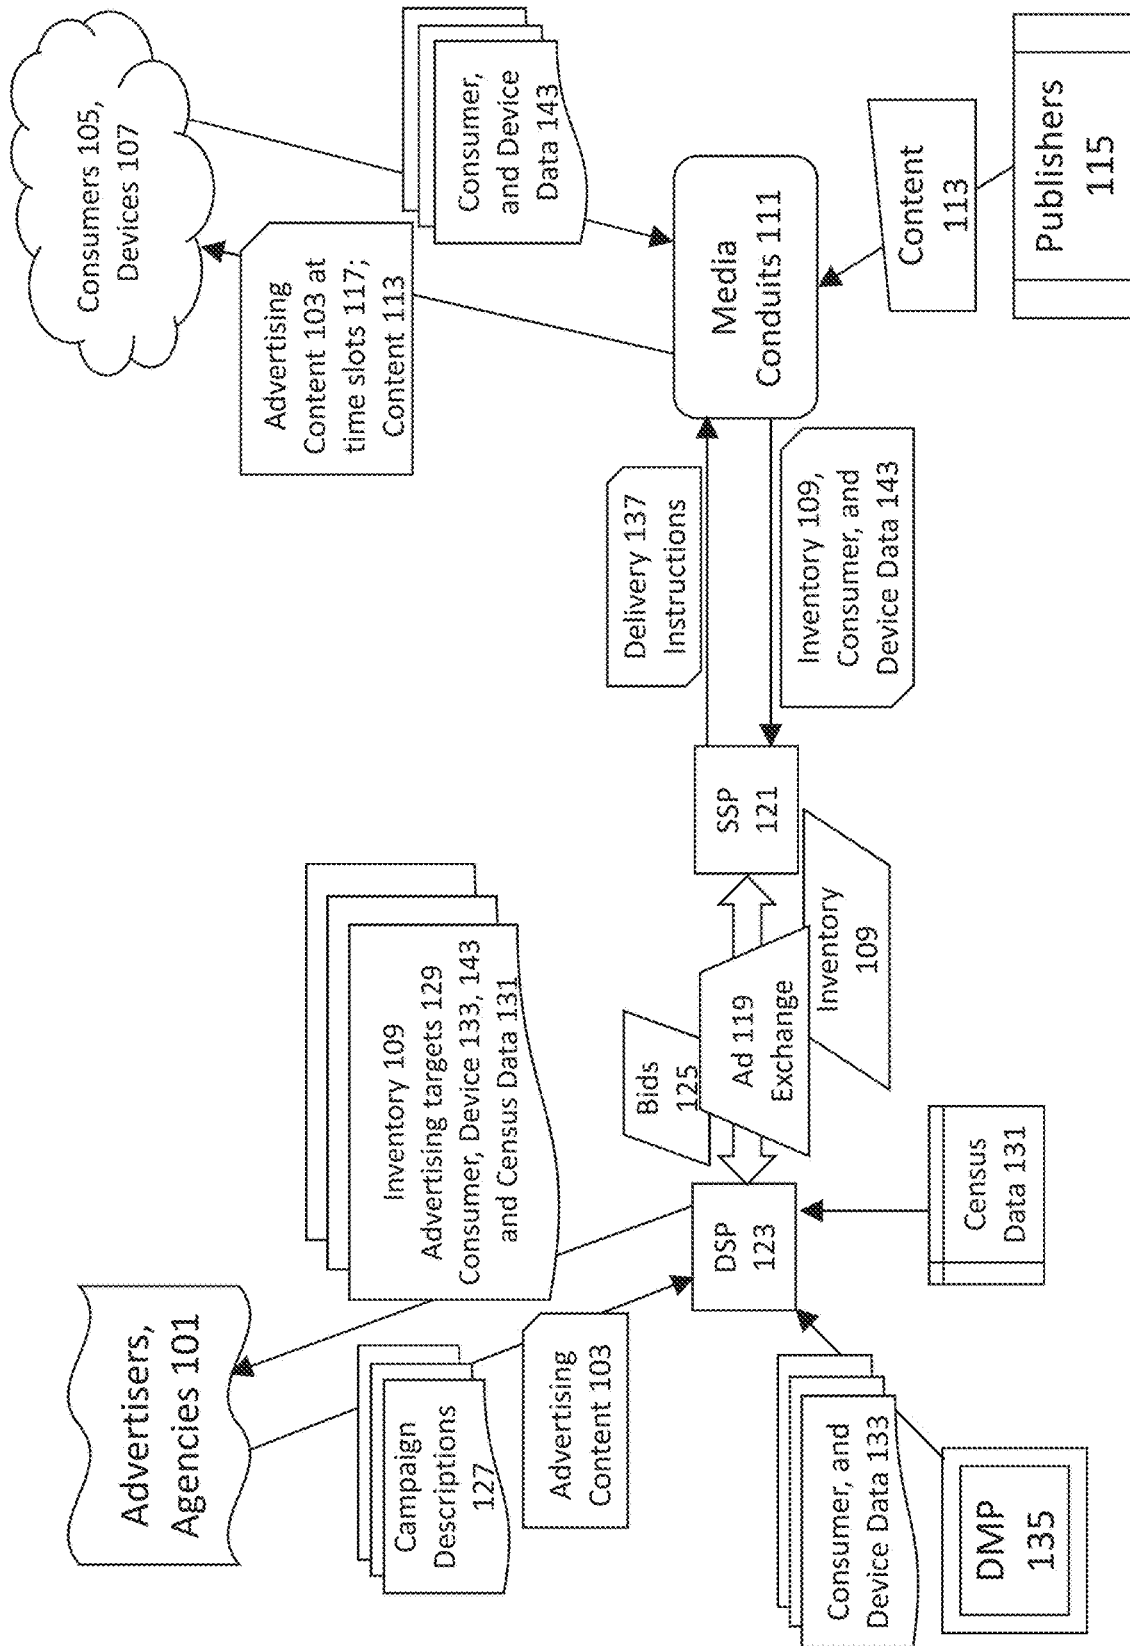 Advertisers,
Agencies 101
Inventory 109
Advertising targets 129
Consumer, Device 133, 143
and Census Data 131
Campaign
Descriptions
127
Advertising
Content 103
Consumer, and
Device Data 133
DMP
135
DSP
123
Census
Data 131
Bids
125
Ad 119
Exchange
Inventory
109
SSP
121
Delivery 137
Instructions
Inventory 109,
Consumer, and
Device Data 143
Consumers 105,
Devices 107
Advertising
Content 103 at
time slots 117;
Content 113
Consumer,
and Device
Data 143
Media
Conduits 111
Content
113
Publishers
115